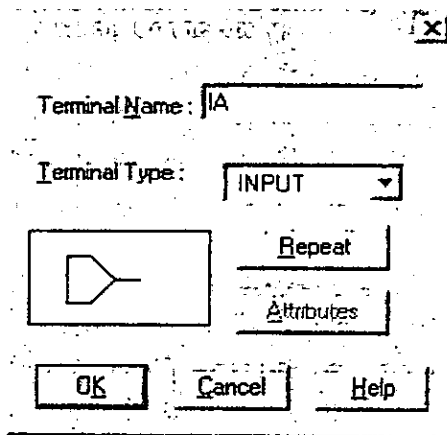 Terminal Name : IA
Terminal Type : INPUT
Repeat
Attributes
OK Cancel Help